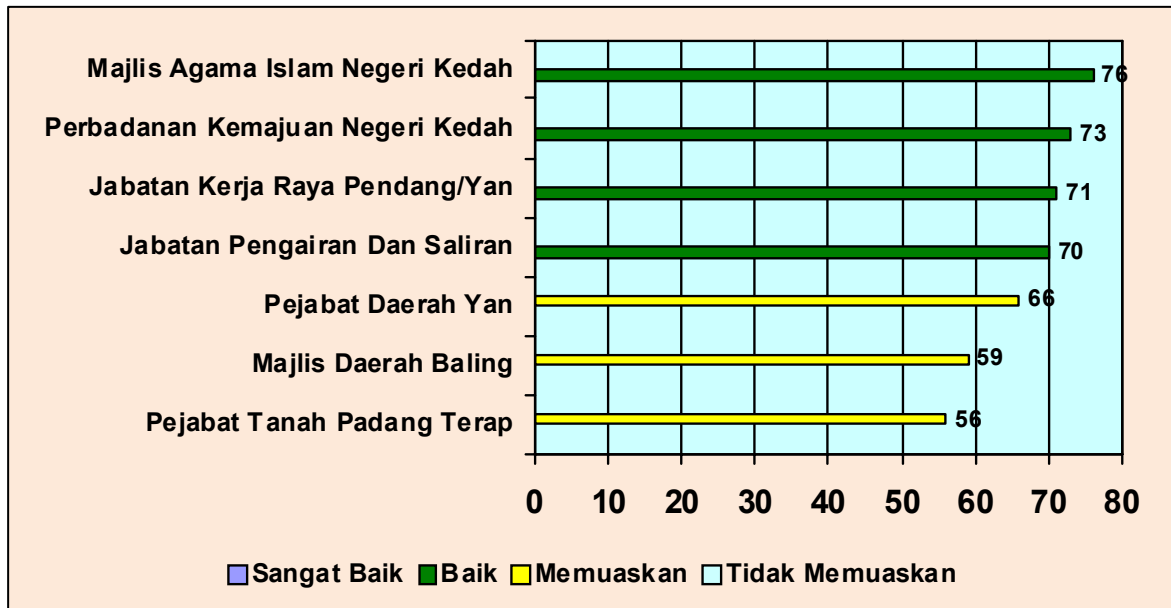 Majlis Agama Islam Negeri Kedah 76
Perbadanan Kemajuan Negeri Kedah 73
Jabatan Kerja Raya Pendang/Yan 71
Jabatan Pengairan Dan Saliran 70
Pejabat Daerah Yan 66
Majlis Daerah Baling 59
Pejabat Tanah Padang Terap 56
0 10 20 30 40 50 60 70 80
Sangat Baik Baik Memuaskan Tidak Memuaskan